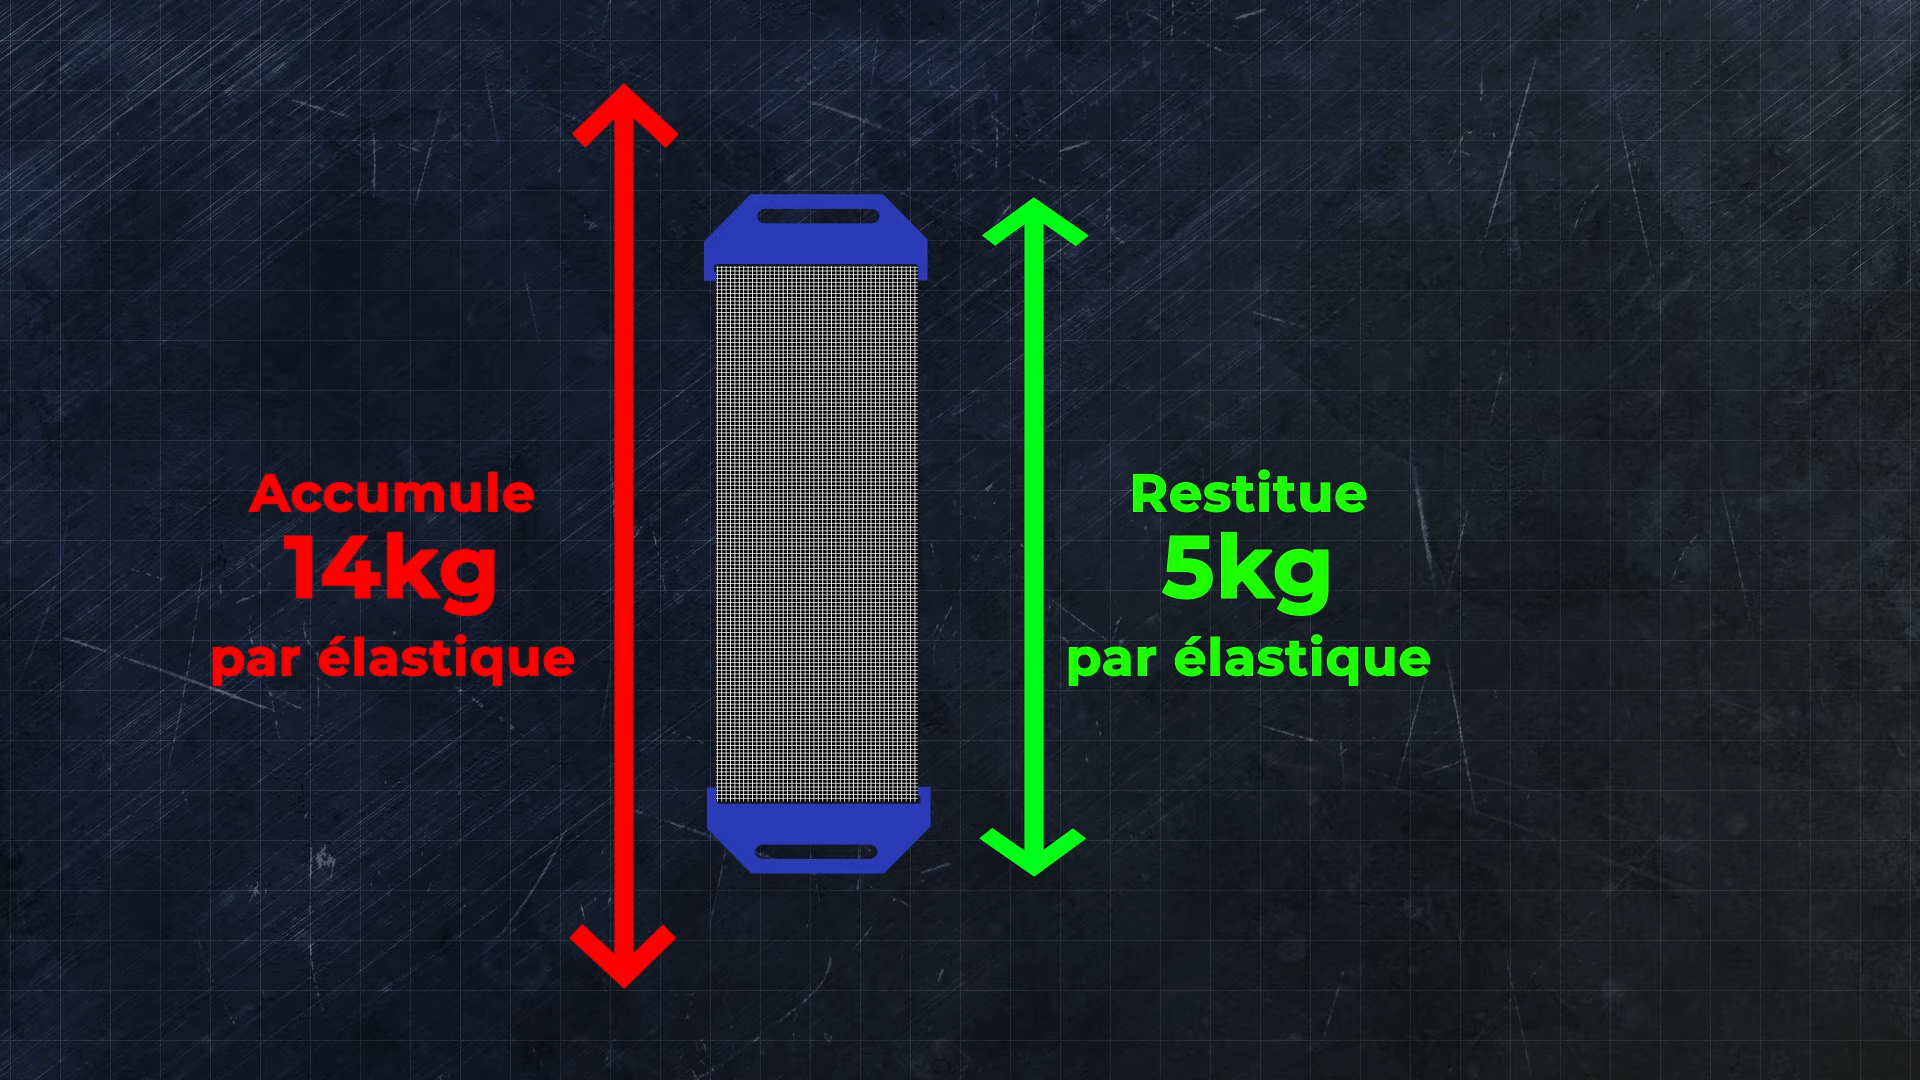 Accumule
14kg
par élastique
Restitue
5kg
par élastique